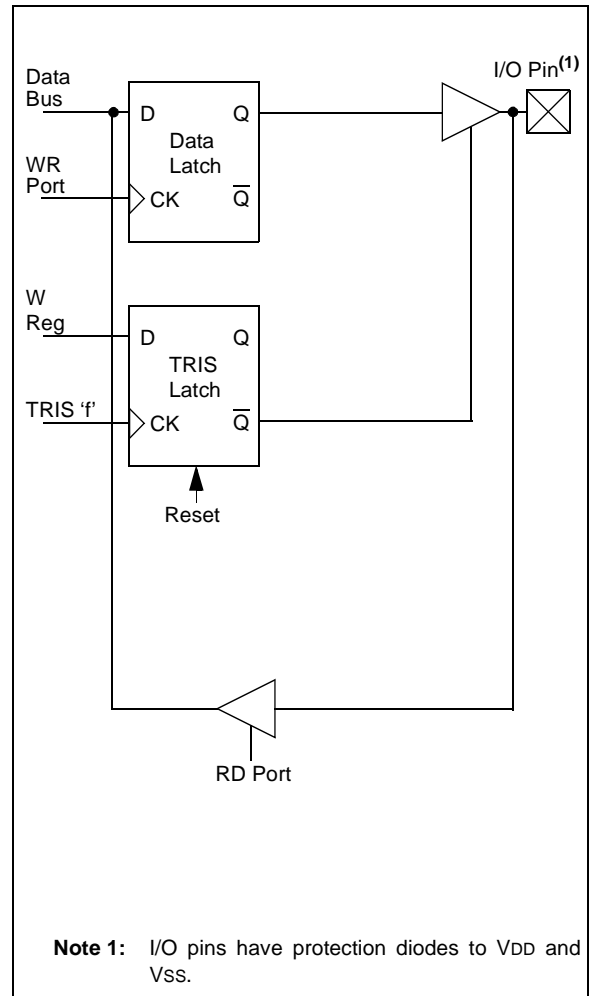 I/O Pin(1)
Data
Bus
D Q
Data
Latch
WR
Port
CK Q̅
W
Reg
D Q
TRIS
Latch
TRIS ‘f’
CK Q̅
Reset
RD Port
Note 1: I/O pins have protection diodes to VDD and
VSS.